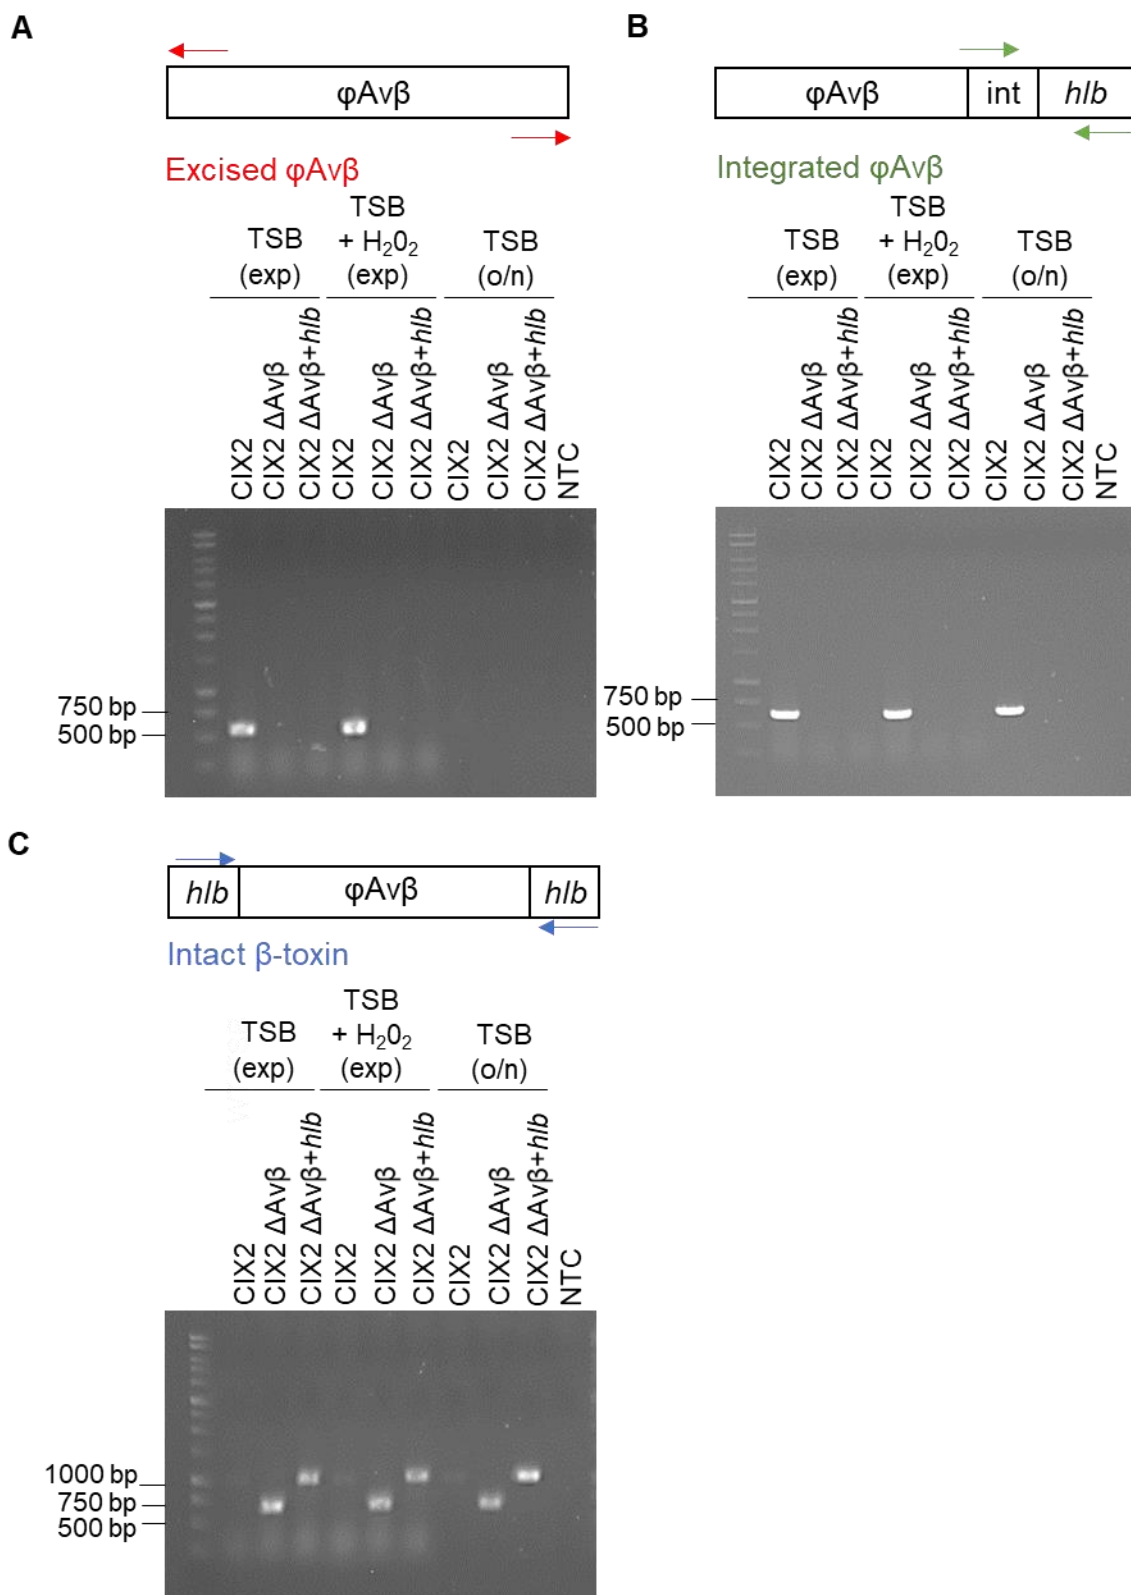 A
φAvβ
Excised φAvβ
TSB
(exp)
TSB
+ H₂0₂
(exp)
TSB
(o/n)
CIX2
CIX2 ΔAvβ
CIX2 ΔAvβ+hlb
CIX2
CIX2 ΔAvβ
CIX2 ΔAvβ+hlb
CIX2
CIX2 ΔAvβ
CIX2 ΔAvβ+hlb
NTC
750 bp
500 bp
B
φAvβ int hlb
Integrated φAvβ
TSB
(exp)
TSB
+ H₂0₂
(exp)
TSB
(o/n)
CIX2
CIX2 ΔAvβ
CIX2 ΔAvβ+hlb
CIX2
CIX2 ΔAvβ
CIX2 ΔAvβ+hlb
CIX2
CIX2 ΔAvβ
CIX2 ΔAvβ+hlb
NTC
750 bp
500 bp
C
hlb φAvβ hlb
Intact β-toxin
TSB
(exp)
TSB
+ H₂0₂
(exp)
TSB
(o/n)
CIX2
CIX2 ΔAvβ
CIX2 ΔAvβ+hlb
CIX2
CIX2 ΔAvβ
CIX2 ΔAvβ+hlb
CIX2
CIX2 ΔAvβ
CIX2 ΔAvβ+hlb
NTC
1000 bp
750 bp
500 bp